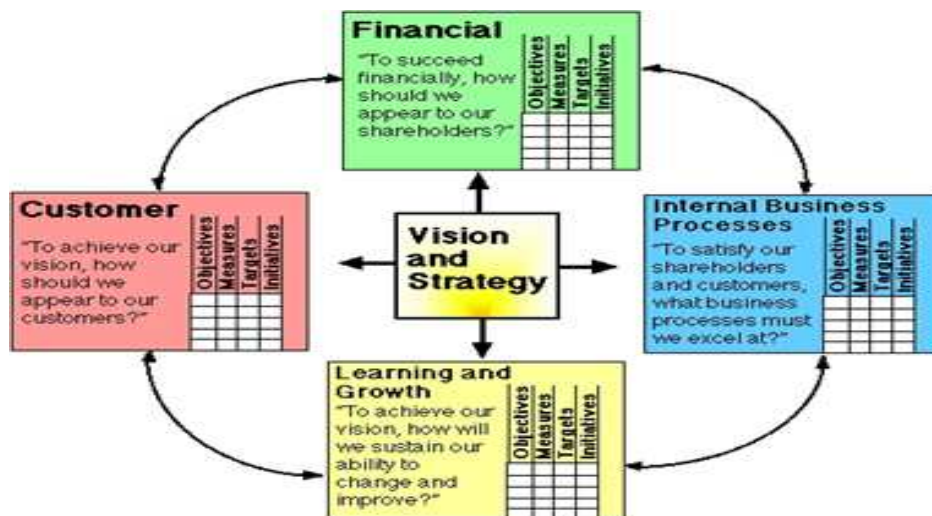 Financial
"To succeed
financially, how
should we
appear to our
shareholders?"
Objectives
Measures
Targets
Initiatives
Customer
"To achieve our
vision, how
should we
appear to our
customers?"
Objectives
Measures
Targets
Initiatives
Vision
and
Strategy
Internal Business
Processes
"To satisfy our
shareholders
and customers,
what business
processes must
we excel at?"
Objectives
Measures
Targets
Initiatives
Learning and
Growth
"To achieve our
vision, how will
we sustain our
ability to
change and
improve?"
Objectives
Measures
Targets
Initiatives